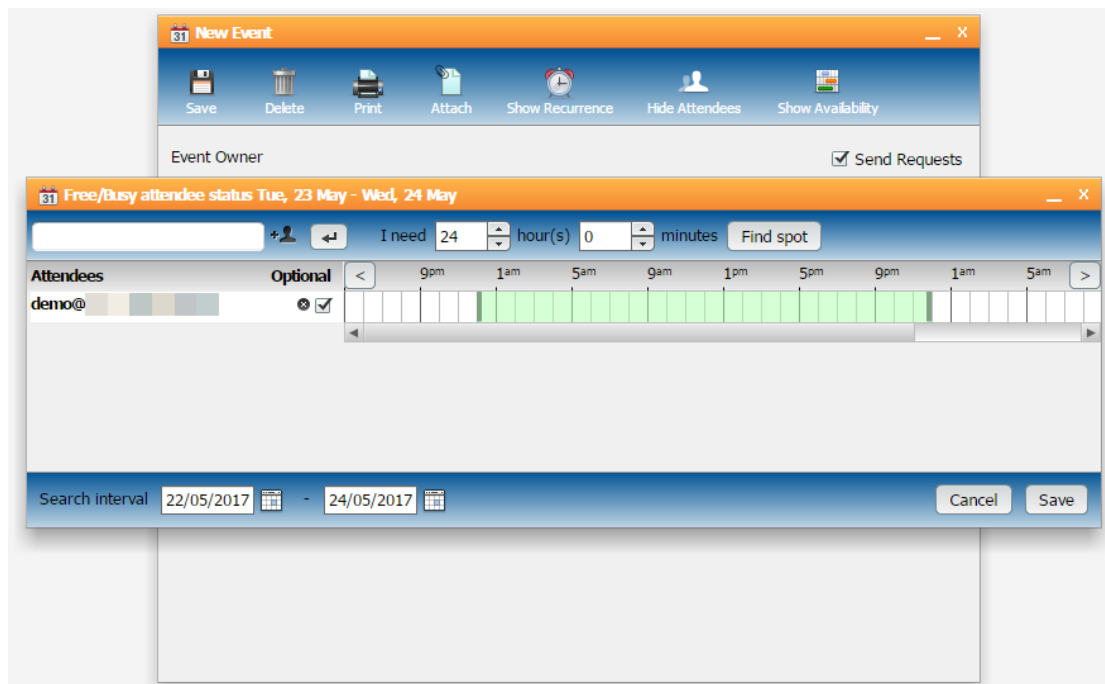 31 New Event _ X
Save Delete Print Attach Show Recurrence Hide Attendees Show Availability
Event Owner Send Requests
31 Free/Busy attendee status Tue, 23 May - Wed, 24 May _ X
I need 24 hour(s) 0 minutes Find spot
Attendees Optional < 9pm 1am 5am 9am 1pm 5pm 9pm 1am 5am >
demo@
Search interval 22/05/2017 - 24/05/2017 Cancel Save